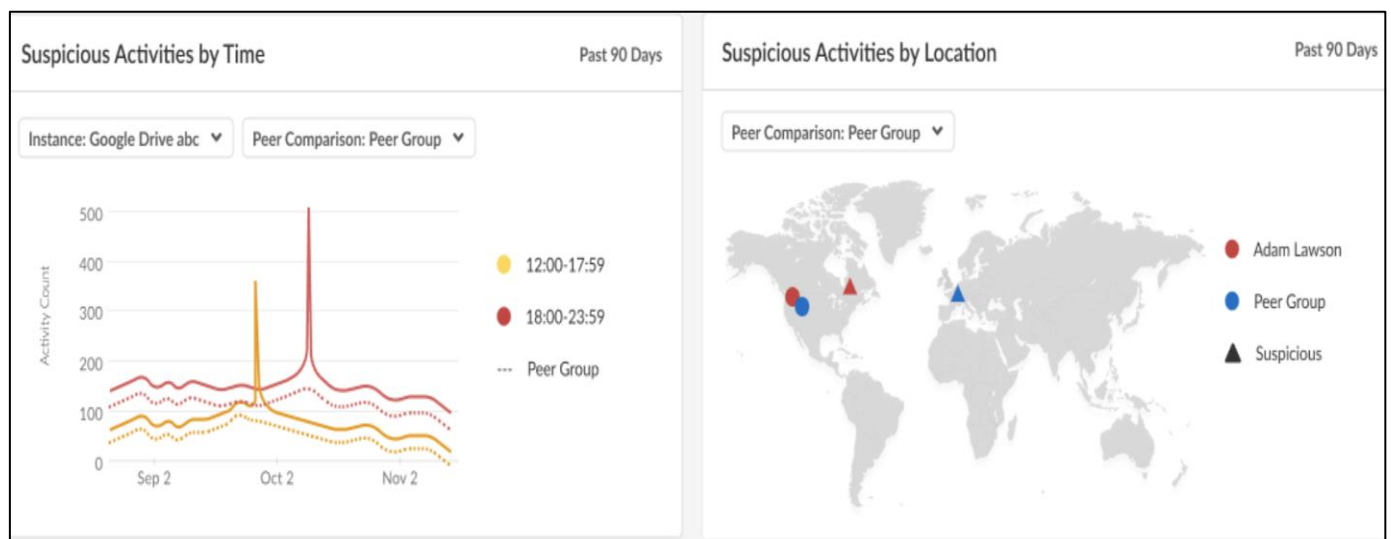 Suspicious Activities by Time
Past 90 Days
Instance: Google Drive abc
Peer Comparison: Peer Group
Activity Count
500
400
300
200
100
0
Sep 2
Oct 2
Nov 2
12:00-17:59
18:00-23:59
Peer Group
Suspicious Activities by Location
Past 90 Days
Peer Comparison: Peer Group
Adam Lawson
Peer Group
Suspicious